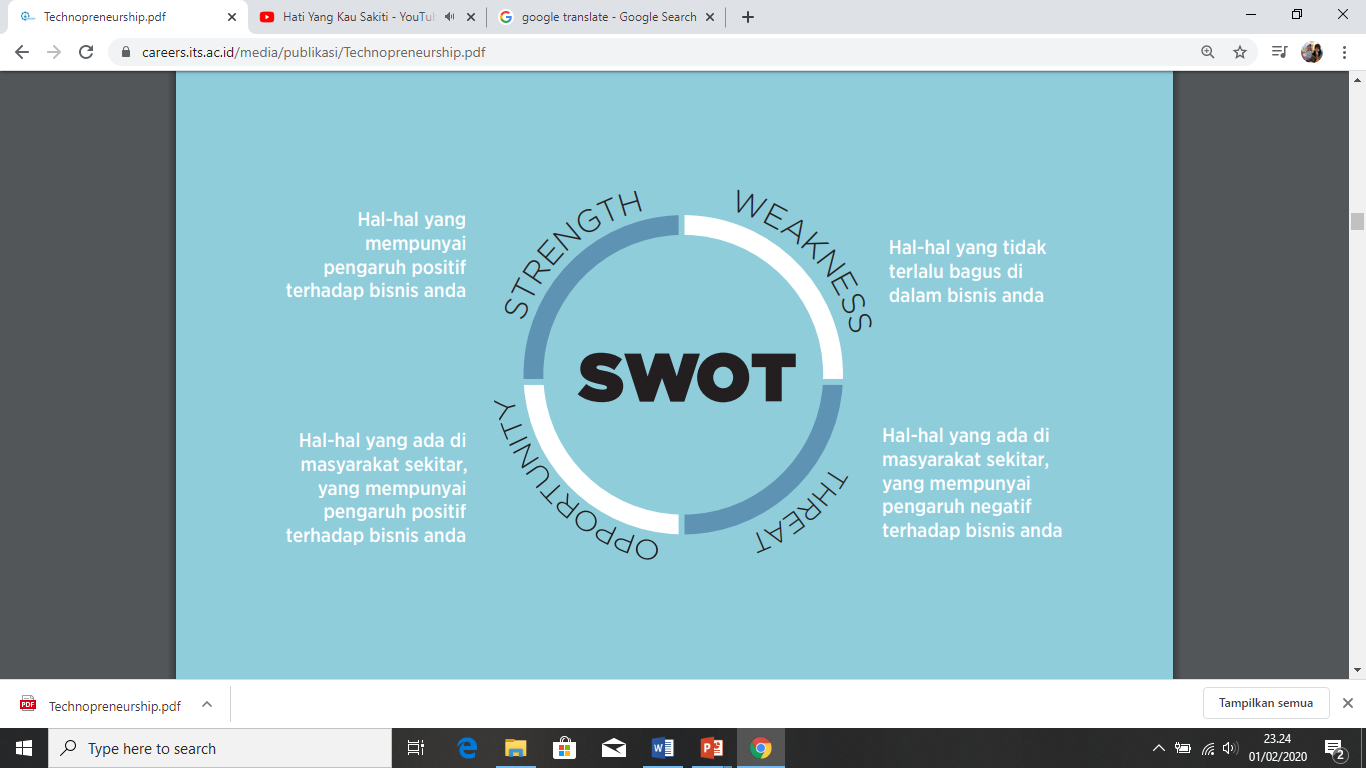 Technopreneurship.pdf
Hati Yang Kau Sakiti - YouTu
google translate - Google Search
careers.its.ac.id/media/publikasi/Technopreneurship.pdf
STRENGTH
WEAKNESS
Hal-hal yang
mempunyai
pengaruh positif
terhadap bisnis anda
Hal-hal yang tidak
terlalu bagus di
dalam bisnis anda
SWOT
OPPORTUNITY
THREAT
Hal-hal yang ada di
masyarakat sekitar,
yang mempunyai
pengaruh positif
terhadap bisnis anda
Hal-hal yang ada di
masyarakat sekitar,
yang mempunyai
pengaruh negatif
terhadap bisnis anda
PDF
Technopreneurship.pdf
Tampilkan semua
Type here to search
23.24
01/02/2020
2